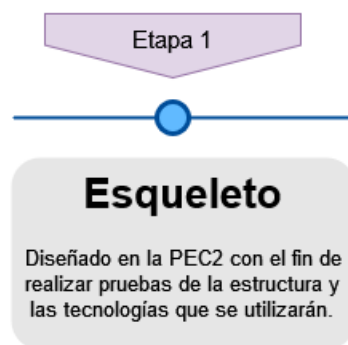 Etapa 1
Esqueleto
Diseñado en la PEC2 con el fin de
realizar pruebas de la estructura y
las tecnologías que se utilizarán.